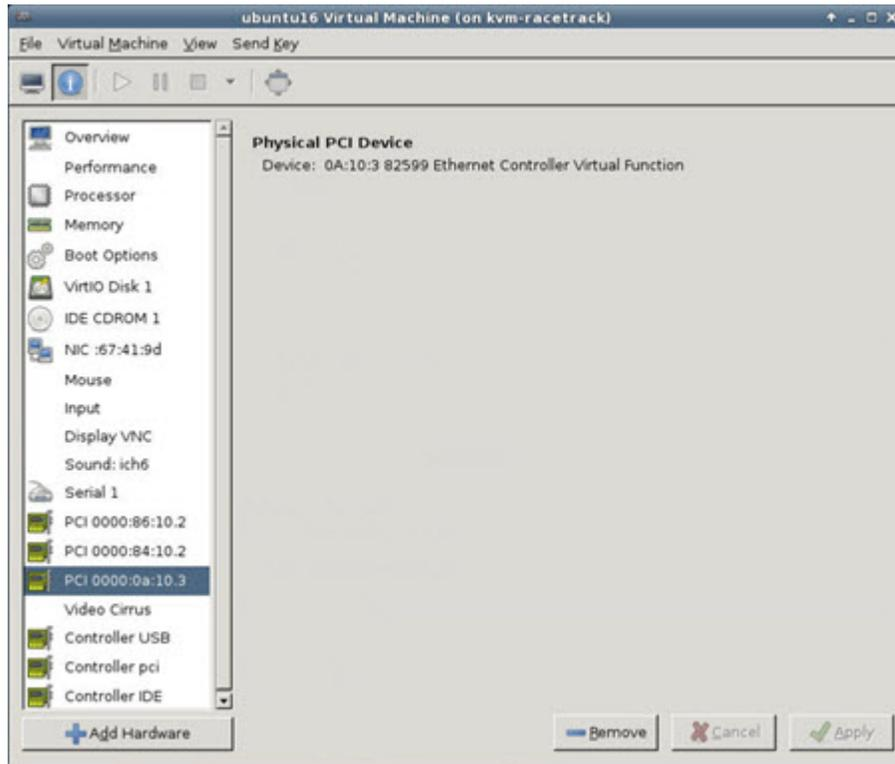 ubuntu16 Virtual Machine (on kvm-racetrack)
File Virtual Machine View Send Key
Overview
Performance
Processor
Memory
Boot Options
VirtIO Disk 1
IDE CDROM 1
NIC :67:41:9d
Mouse
Input
Display VNC
Sound: ich6
Serial 1
PCI 0000:86:10.2
PCI 0000:84:10.2
PCI 0000:0a:10.3
Video Cirrus
Controller USB
Controller pci
Controller IDE
Add Hardware
Physical PCI Device
Device: 0A:10:3 82599 Ethernet Controller Virtual Function
Remove Cancel Apply